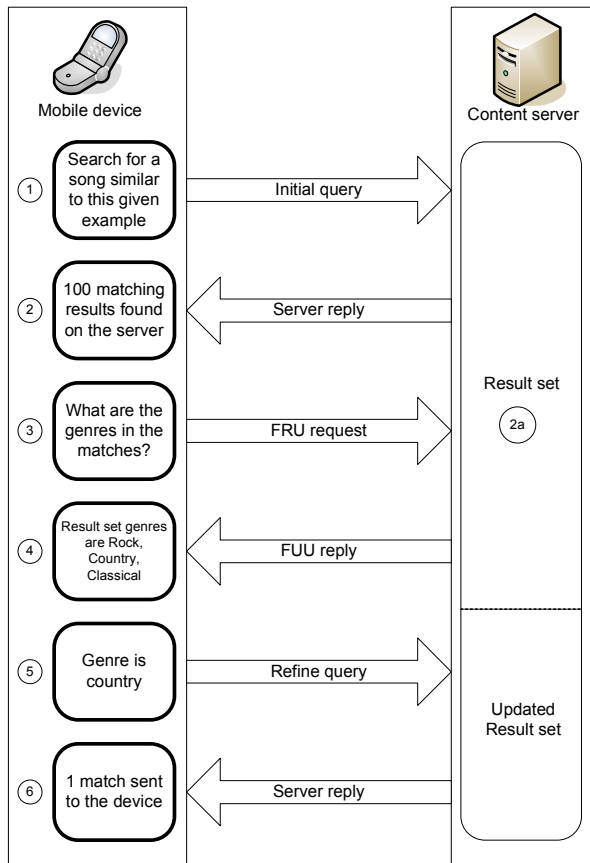 Mobile device
Content server
1
Search for a
song similar
to this given
example
Initial query
2
100 matching
results found
on the server
Server reply
Result set
2a
3
What are the
genres in the
matches?
FRU request
4
Result set genres
are Rock,
Country,
Classical
FUU reply
5
Genre is
country
Refine query
Updated
Result set
6
1 match sent
to the device
Server reply